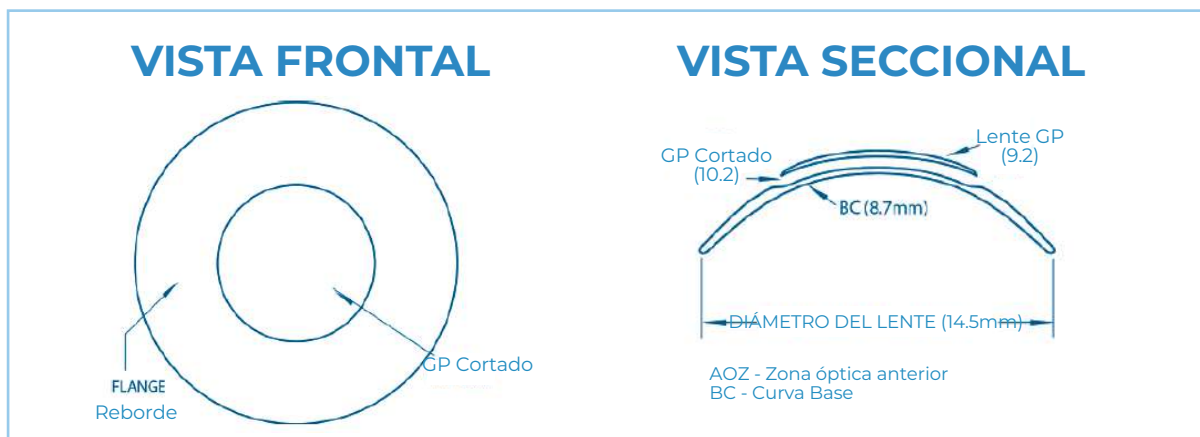 VISTA FRONTAL
FLANGE
Reborde
GP Cortado
VISTA SECCIONAL
GP Cortado
(10.2)
Lente GP
(9.2)
BC (8.7mm)
DIÁMETRO DEL LENTE (14.5mm)
AOZ - Zona óptica anterior
BC - Curva Base